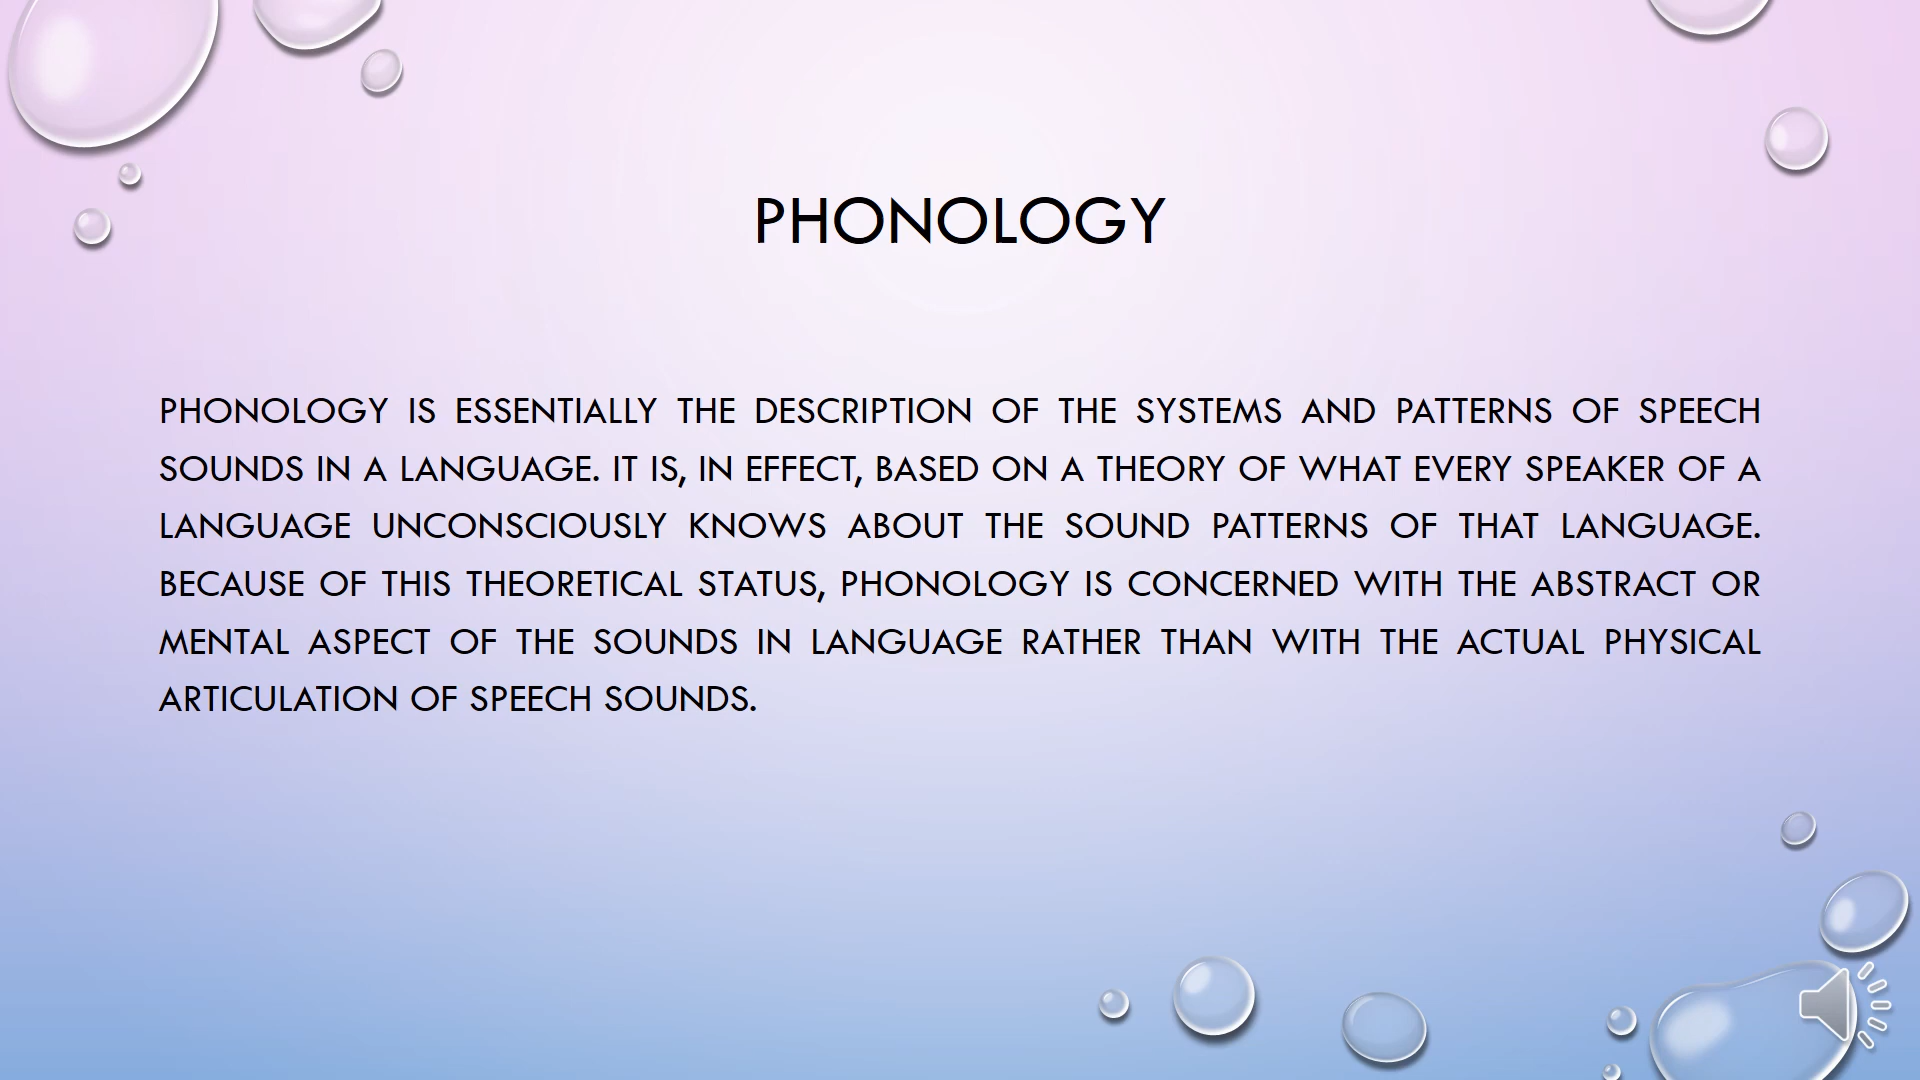 PHONOLOGY
PHONOLOGY IS ESSENTIALLY THE DESCRIPTION OF THE SYSTEMS AND PATTERNS OF SPEECH
SOUNDS IN A LANGUAGE. IT IS, IN EFFECT, BASED ON A THEORY OF WHAT EVERY SPEAKER OF A
LANGUAGE UNCONSCIOUSLY KNOWS ABOUT THE SOUND PATTERNS OF THAT LANGUAGE.
BECAUSE OF THIS THEORETICAL STATUS, PHONOLOGY IS CONCERNED WITH THE ABSTRACT OR
MENTAL ASPECT OF THE SOUNDS IN LANGUAGE RATHER THAN WITH THE ACTUAL PHYSICAL
ARTICULATION OF SPEECH SOUNDS.